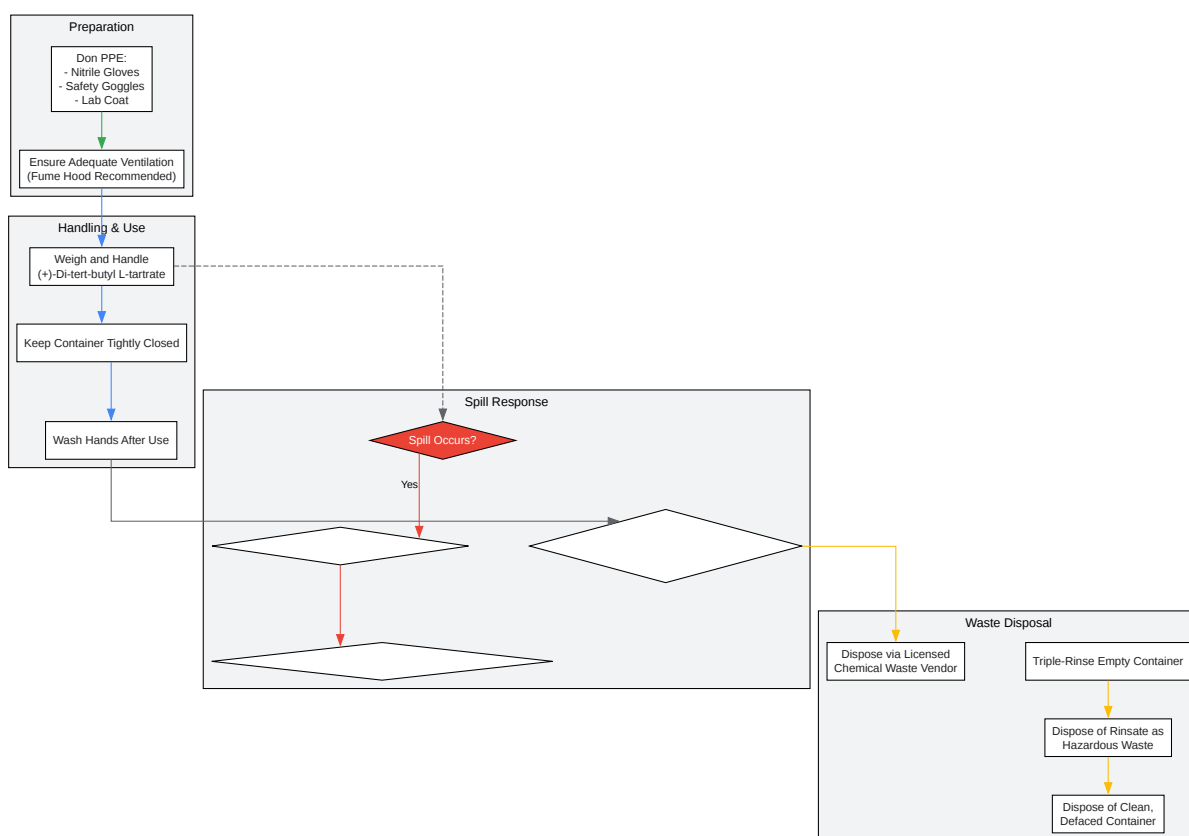 Preparation
Don PPE:
- Nitrile Gloves
- Safety Goggles
- Lab Coat
Ensure Adequate Ventilation
(Fume Hood Recommended)
Handling & Use
Weigh and Handle
(+)-Di-tert-butyl L-tartrate
Keep Container Tightly Closed
Wash Hands After Use
Spill Response
Spill Occurs?
Yes
Waste Disposal
Dispose via Licensed
Chemical Waste Vendor
Triple-Rinse Empty Container
Dispose of Rinsate as
Hazardous Waste
Dispose of Clean,
Defaced Container